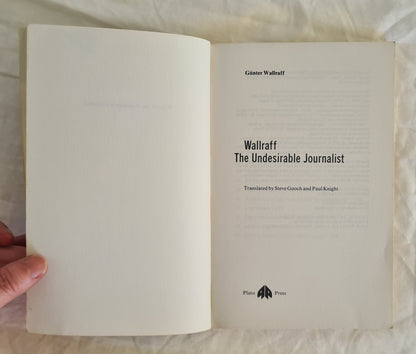 Günter Wallraff
Wallraff
The Undesirable Journalist
Translated by Steve Gooch and Paul Knight
Pluto Press